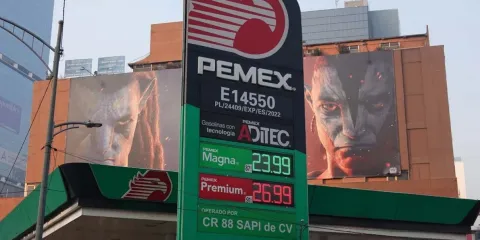 PEMEX
E14550
PL/24409/EXP/ES/2022
Gasolinas con
tecnología
ADiTEC
Magna
23.99
Premium
26.99
OPERADO POR
CR 88 SAPI de CV